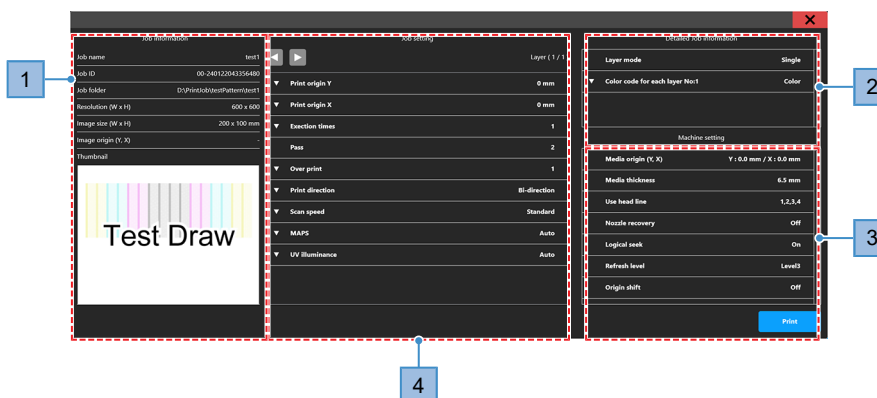 Job information
Job name test1
Job ID 00-240122043356480
Job folder D:\PrintJob\testPattern\test1
Resolution (W x H) 600 x 600
Image size (W x H) 200 x 100 mm
Image origin (Y, X) -
Thumbnail
Test Draw
Job setting
Layer ( 1 / 1
Print origin Y 0 mm
Print origin X 0 mm
Exection times 1
Pass 2
Over print 1
Print direction Bi-direction
Scan speed Standard
MAPS Auto
UV illuminance Auto
Detailed Job information
Layer mode Single
Color code for each layer No:1 Color
Machine setting
Media origin (Y, X) Y : 0.0 mm / X : 0.0 mm
Media thickness 6.5 mm
Use head line 1,2,3,4
Nozzle recovery Off
Logical seek On
Refresh level Level3
Origin shift Off
Print
1
2
3
4